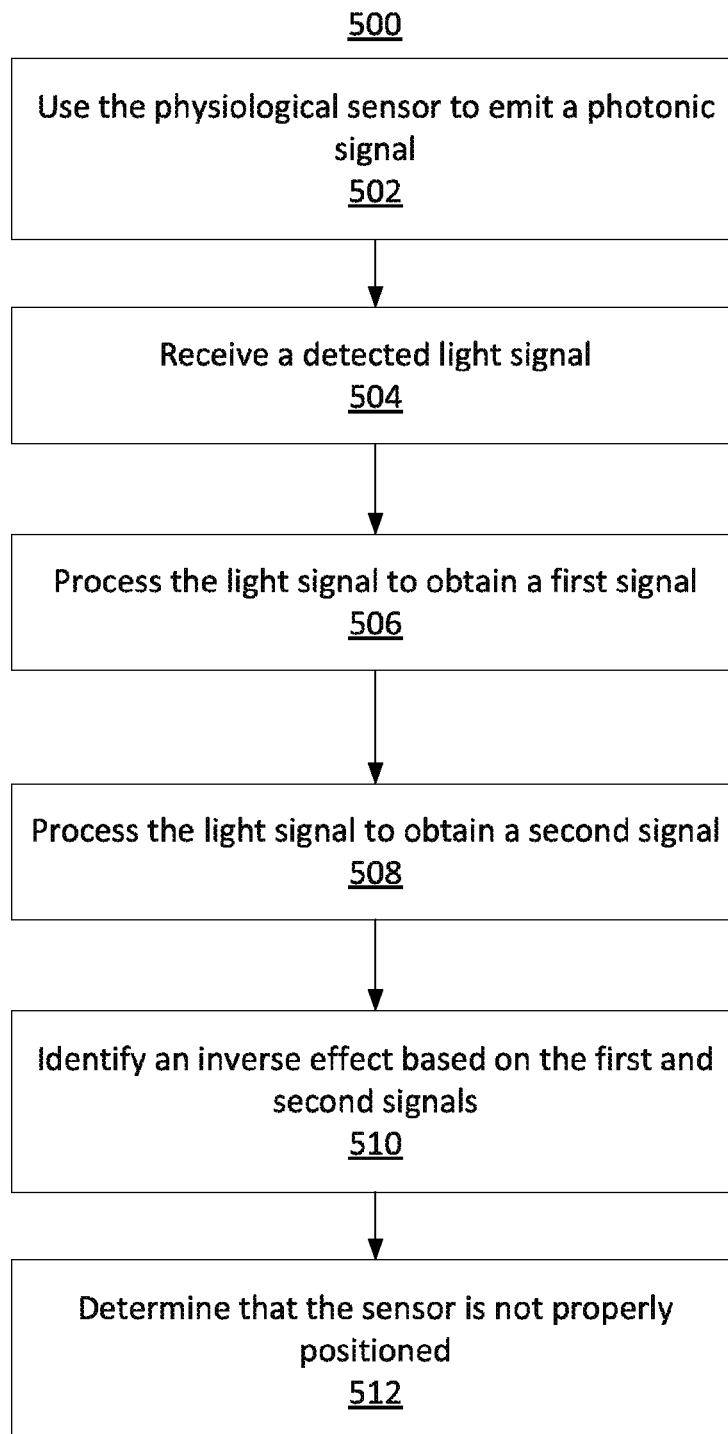 500
Use the physiological sensor to emit a photonic
signal
502
Receive a detected light signal
504
Process the light signal to obtain a first signal
506
Process the light signal to obtain a second signal
508
Identify an inverse effect based on the first and
second signals
510
Determine that the sensor is not properly
positioned
512